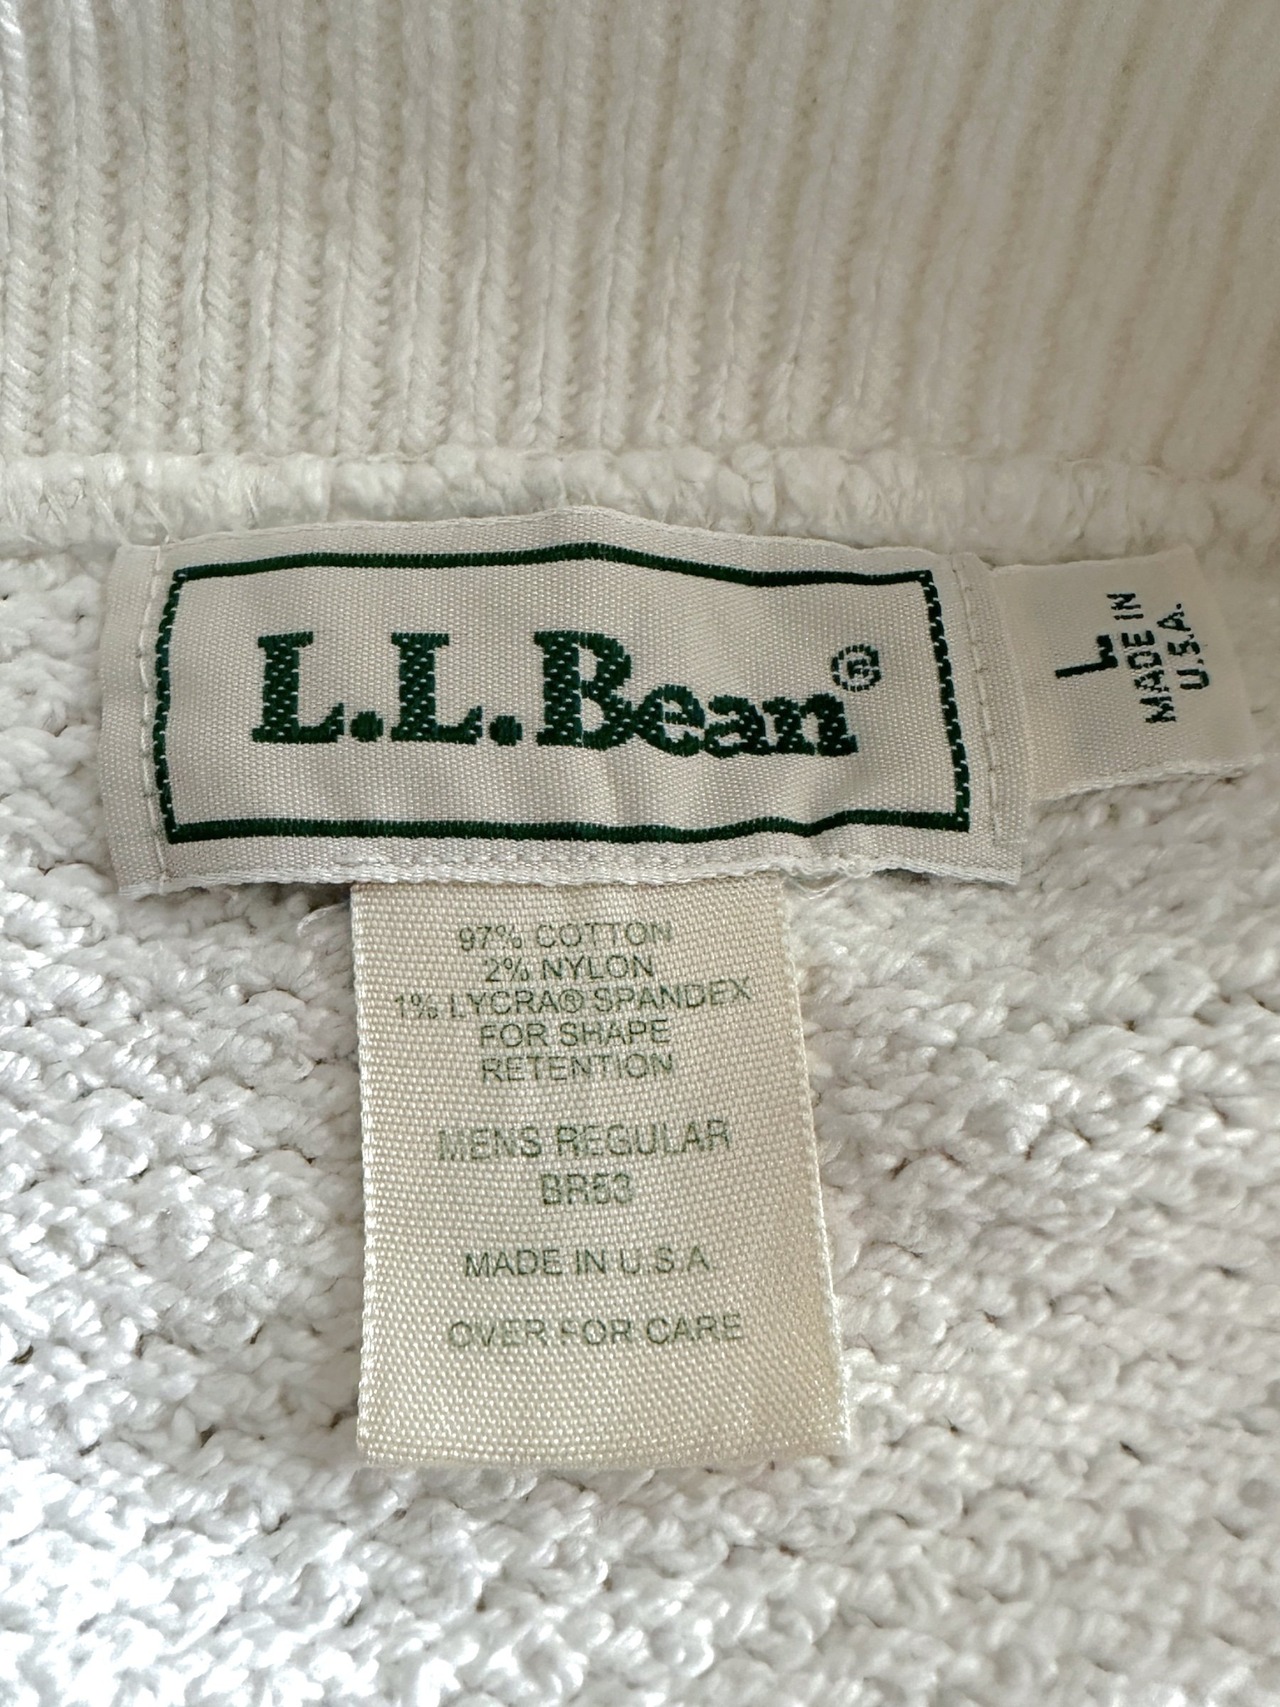 L.L.Bean®
L
MADE IN
U.S.A.
97% COTTON
2% NYLON
1% LYCRA® SPANDEX
FOR SHAPE
RETENTION
MENS REGULAR
BR53
MADE IN U.S.A.
OVER FOR CARE